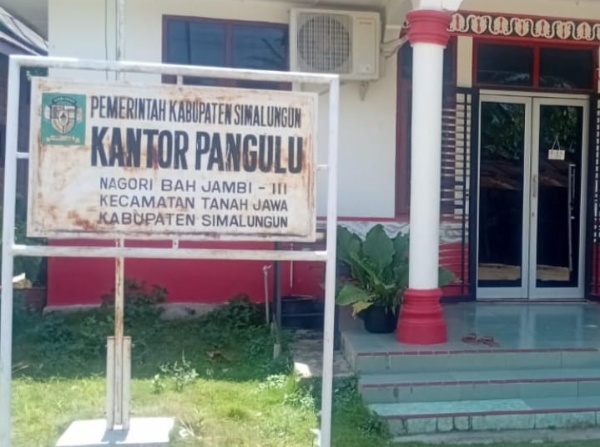 PEMERINTAH KABUPATEN SIMALUNGUN
KANTOR PANGULU
NAGORI BAH JAMBI - III
KECAMATAN TANAH JAWA
KABUPATEN SIMALUNGUN